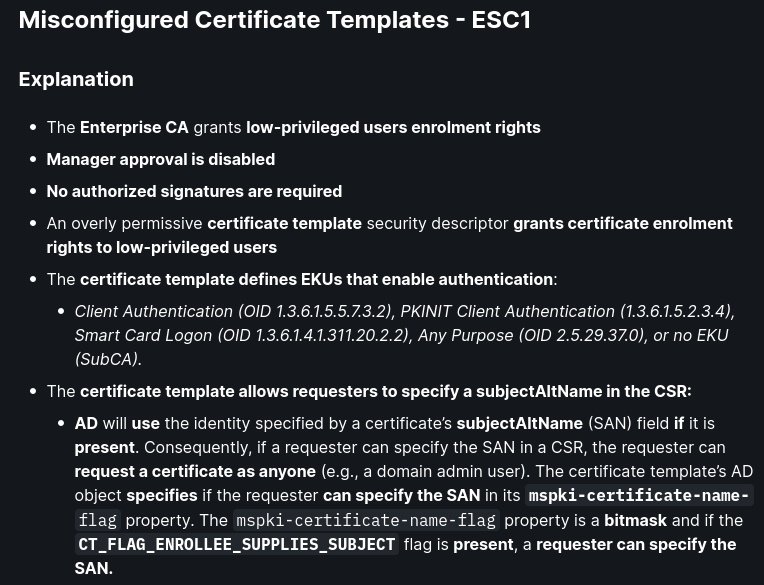 Misconfigured Certificate Templates - ESC1
Explanation
• The Enterprise CA grants low-privileged users enrolment rights
• Manager approval is disabled
• No authorized signatures are required
• An overly permissive certificate template security descriptor grants certificate enrolment
rights to low-privileged users
• The certificate template defines EKUs that enable authentication:
• Client Authentication (OID 1.3.6.1.5.5.7.3.2), PKINIT Client Authentication (1.3.6.1.5.2.3.4),
Smart Card Logon (OID 1.3.6.1.4.1.311.20.2.2), Any Purpose (OID 2.5.29.37.0), or no EKU
(SubCA).
• The certificate template allows requesters to specify a subjectAltName in the CSR:
• AD will use the identity specified by a certificate’s subjectAltName (SAN) field if it is
present. Consequently, if a requester can specify the SAN in a CSR, the requester can
request a certificate as anyone (e.g., a domain admin user). The certificate template’s AD
object specifies if the requester can specify the SAN in its mspki-certificate-name-
flag property. The mspki-certificate-name-flag property is a bitmask and if the
CT_FLAG_ENROLLEE_SUPPLIES_SUBJECT flag is present, a requester can specify the
SAN.